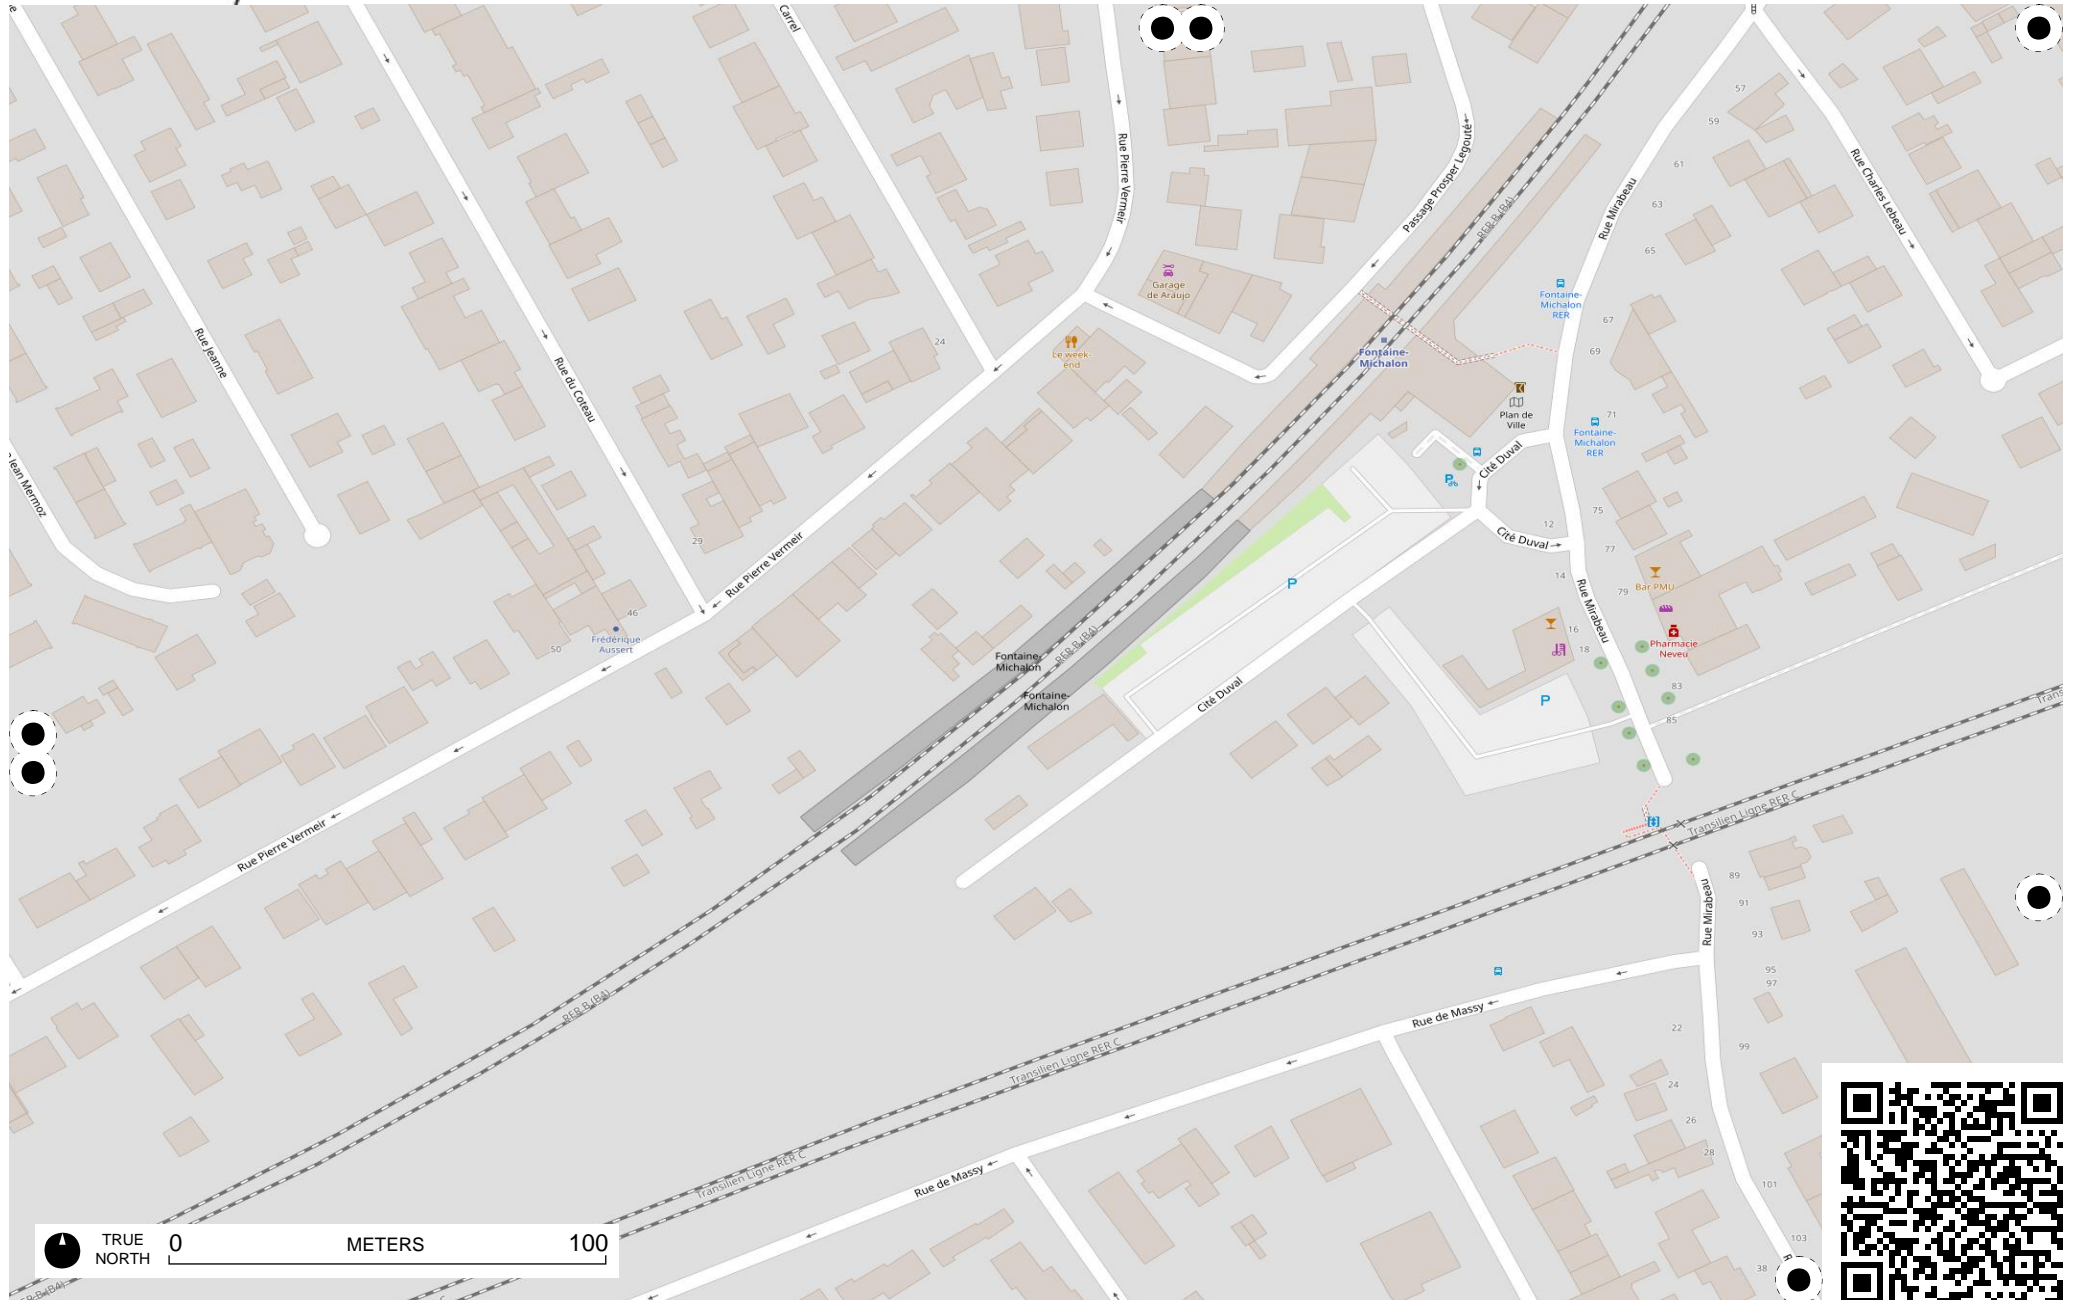 Carrel
57
59
Rue Pierre Vermeir
Passage Prosper Legouté
61
Rue Charles Lebeau
Rue Mirabeau
63
RER B (B4)
65
Garage
de Araujo
Fontaine-
Michalon
RER
67
24
Le week-
end
Fontaine-
Michalon
69
Rue Jeanne
Rue du Coteau
Plan de
Ville
71
Fontaine-
Michalon
RER
Cité Duval
P
Jean Mermoz
75
12
Cité Duval
29
77
Rue Pierre Vermeir
14
P
79
Bar PMU
Rue Mirabeau
46
Frédérique
Aussert
50
16
18
Pharmacie
Neveu
RER B (B4)
Fontaine-
Michalon
Fontaine-
Michalon
Cité Duval
83
P
85
Trans
Transilien Ligne RER C
Rue Pierre Vermeir
89
91
Rue Mirabeau
93
95
97
RER B (B4)
Rue de Massy
22
99
Transilien Ligne RER C
24
26
28
Transilien Ligne RER C
Rue de Massy
101
103
38
R
TRUE
NORTH
0 METERS 100
ER B (B4)
C